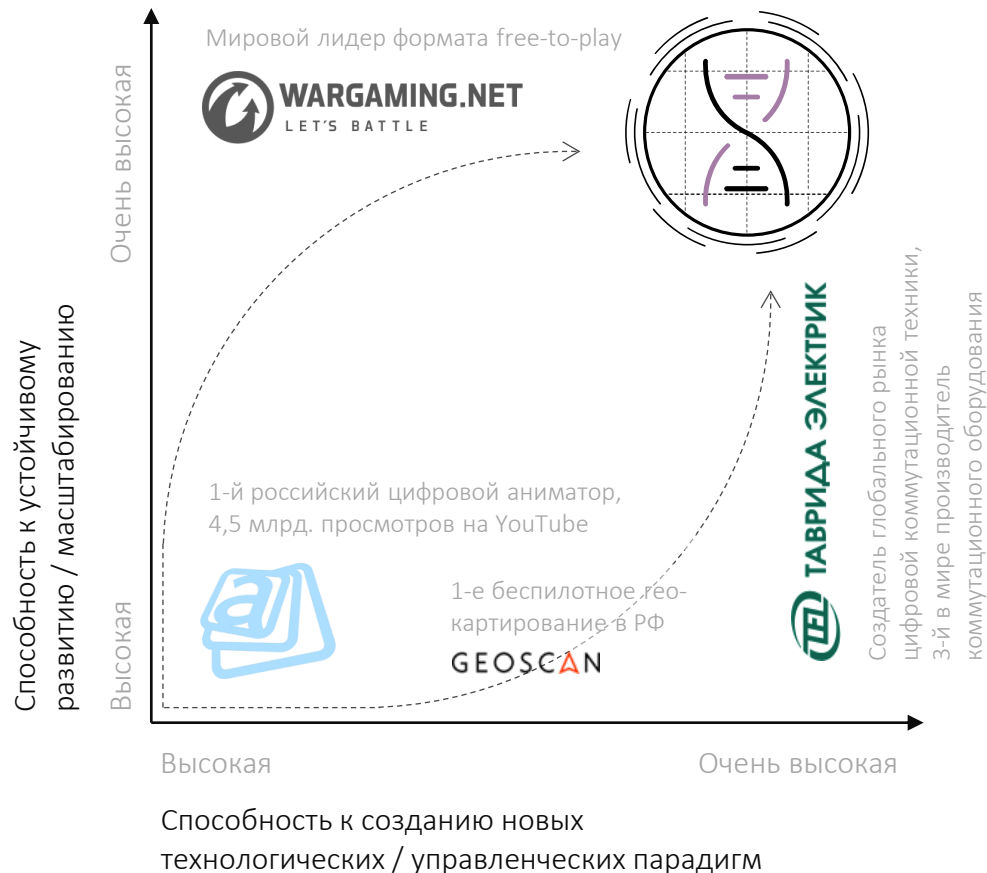 Мировой лидер формата free-to-play
WARGAMING.NET
LET'S BATTLE
Очень высокая
Способность к устойчивому
развитию / масштабированию
Высокая
1-й российский цифровой аниматор,
4,5 млрд. просмотров на YouTube
a
1-е беспилотное гео-
картирование в РФ
GEOSCAN
TEL ТАВРИДА ЭЛЕКТРИК
Создатель глобального рынка
цифровой коммутационной техники,
3-й в мире производитель
коммутационного оборудования
Высокая
Очень высокая
Способность к созданию новых
технологических / управленческих парадигм